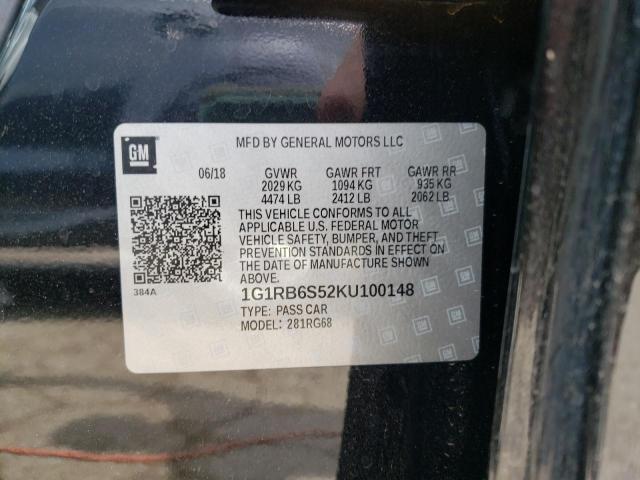 GM
MFD BY GENERAL MOTORS LLC
06/18 GVWR GAWR FRT GAWR RR
2029 KG 1094 KG 935 KG
4474 LB 2412 LB 2062 LB
THIS VEHICLE CONFORMS TO ALL
APPLICABLE U.S. FEDERAL MOTOR
VEHICLE SAFETY, BUMPER, AND THEFT
PREVENTION STANDARDS IN EFFECT ON
THE DATE OF MANUFACTURE SHOWN
ABOVE.
384A
1G1RB6S52KU100148
TYPE: PASS CAR
MODEL: 281RG68